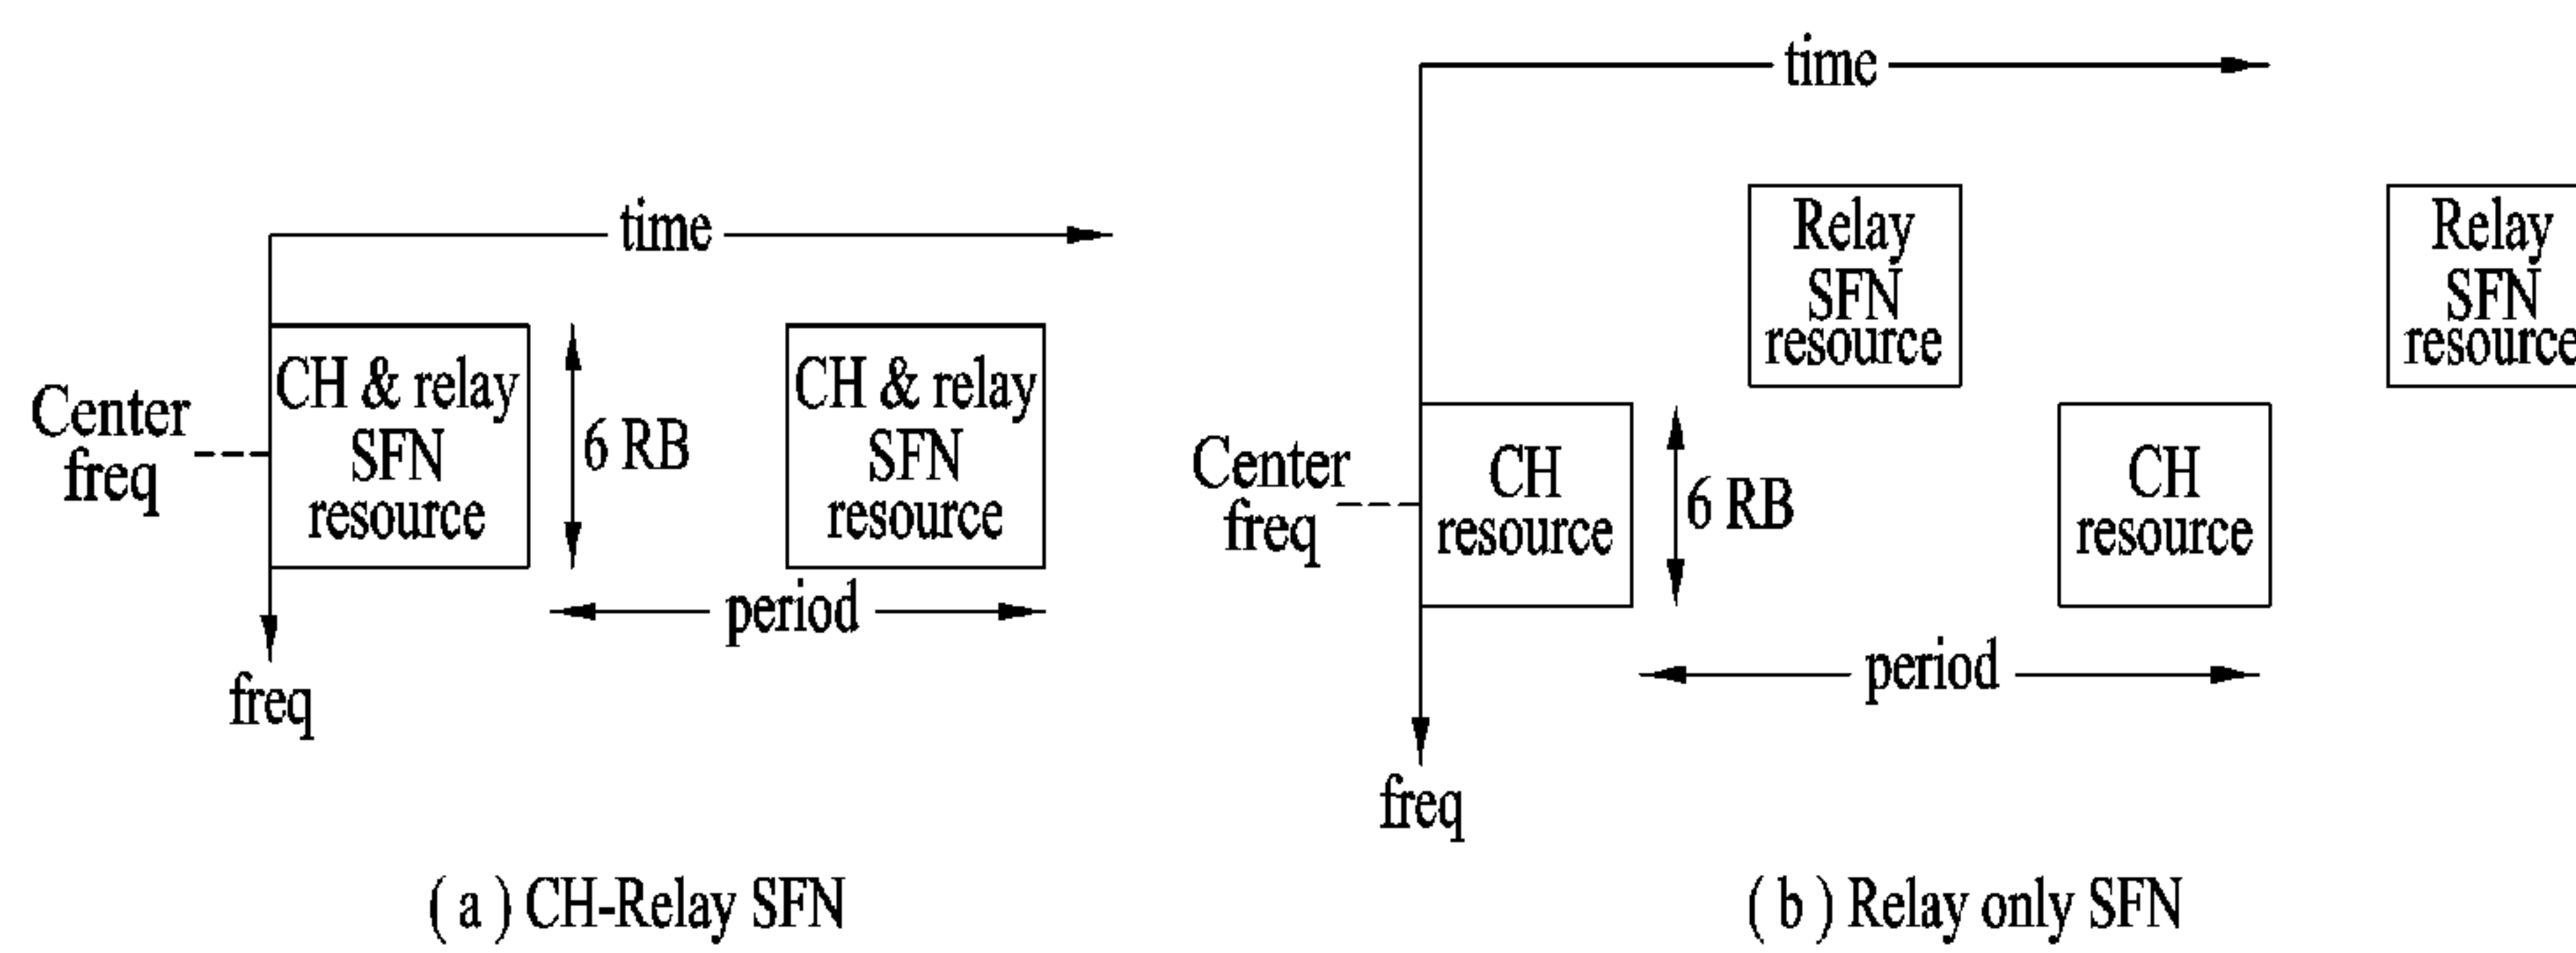 time
CH & relay
SFN
resource
CH & relay
SFN
resource
Center
freq
6 RB
period
freq
( a ) CH-Relay SFN
time
Relay
SFN
resource
Relay
SFN
resource
Center
freq
CH
resource
6 RB
CH
resource
period
freq
( b ) Relay only SFN